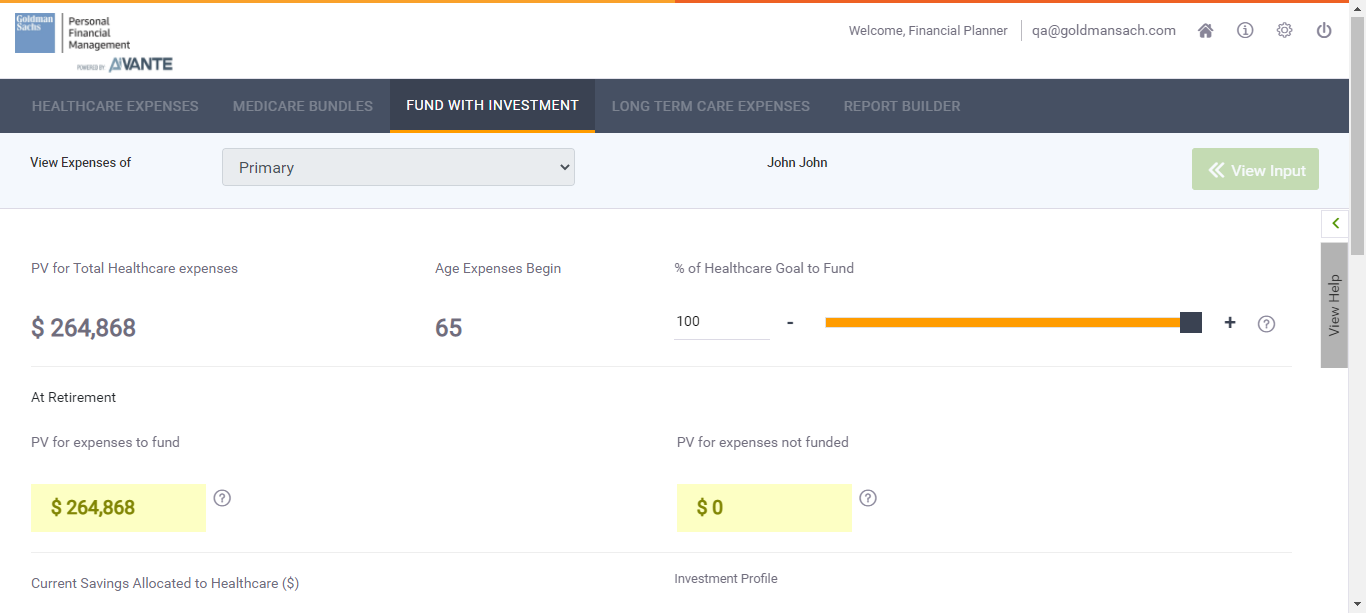 Goldman
Sachs
Personal
Financial
Management
POWERED BY AIVANTE
Welcome, Financial Planner
qa@goldmansach.com
HEALTHCARE EXPENSES
MEDICARE BUNDLES
FUND WITH INVESTMENT
LONG TERM CARE EXPENSES
REPORT BUILDER
View Expenses of
Primary
John John
View Input
View Help
PV for Total Healthcare expenses
Age Expenses Begin
% of Healthcare Goal to Fund
$ 264,868
65
100
-
+
?
At Retirement
PV for expenses to fund
PV for expenses not funded
$ 264,868
?
$ 0
?
Current Savings Allocated to Healthcare ($)
Investment Profile